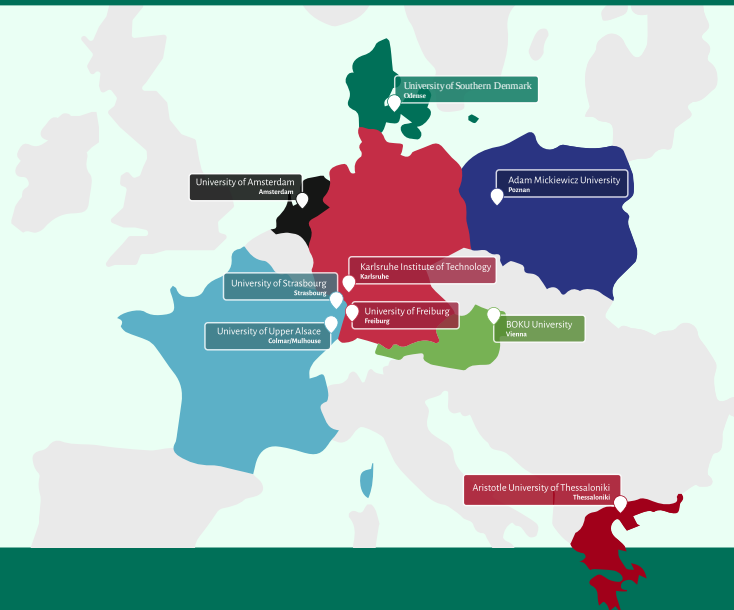 University of Southern Denmark
Odense
University of Amsterdam
Amsterdam
Adam Mickiewicz University
Poznan
Karlsruhe Institute of Technology
Karlsruhe
University of Strasbourg
Strasbourg
University of Freiburg
Freiburg
University of Upper Alsace
Colmar/Mulhouse
BOKU University
Vienna
Aristotle University of Thessaloniki
Thessaloniki